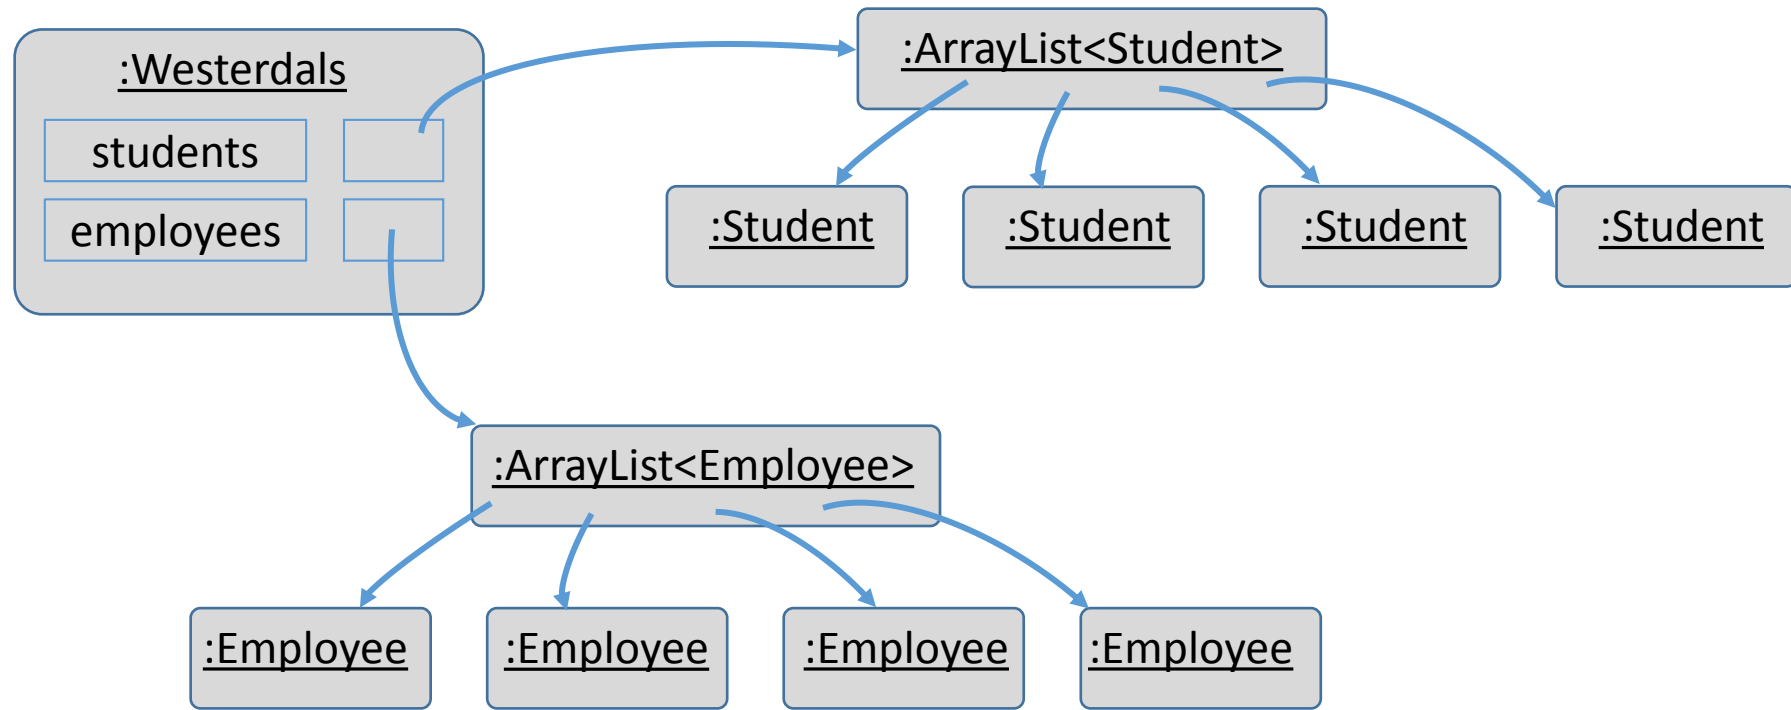 :Westerdals
students
employees
:ArrayList<Student>
:Student
:Student
:Student
:Student
:ArrayList<Employee>
:Employee
:Employee
:Employee
:Employee